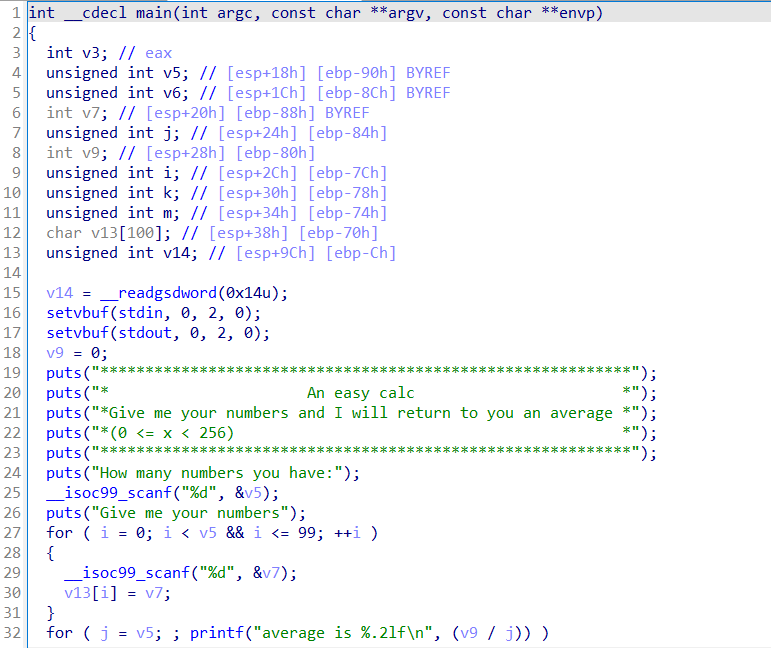 1 int __cdecl main(int argc, const char **argv, const char **envp)
2 {
3   int v3; // eax
4   unsigned int v5; // [esp+18h] [ebp-90h] BYREF
5   unsigned int v6; // [esp+1Ch] [ebp-8Ch] BYREF
6   int v7; // [esp+20h] [ebp-88h] BYREF
7   unsigned int j; // [esp+24h] [ebp-84h]
8   int v9; // [esp+28h] [ebp-80h]
9   unsigned int i; // [esp+2Ch] [ebp-7Ch]
10   unsigned int k; // [esp+30h] [ebp-78h]
11   unsigned int m; // [esp+34h] [ebp-74h]
12   char v13[100]; // [esp+38h] [ebp-70h]
13   unsigned int v14; // [esp+9Ch] [ebp-Ch]
14
15   v14 = __readgsdword(0x14u);
16   setvbuf(stdin, 0, 2, 0);
17   setvbuf(stdout, 0, 2, 0);
18   v9 = 0;
19   puts("***********************************************************");
20   puts("*                      An easy calc                       *");
21   puts("*Give me your numbers and I will return to you an average *");
22   puts("*(0 <= x < 256)                                           *");
23   puts("***********************************************************");
24   puts("How many numbers you have:");
25   __isoc99_scanf("%d", &v5);
26   puts("Give me your numbers");
27   for ( i = 0; i < v5 && i <= 99; ++i )
28   {
29     __isoc99_scanf("%d", &v7);
30     v13[i] = v7;
31   }
32   for ( j = v5; ; printf("average is %.2lf\n", (v9 / j)) )